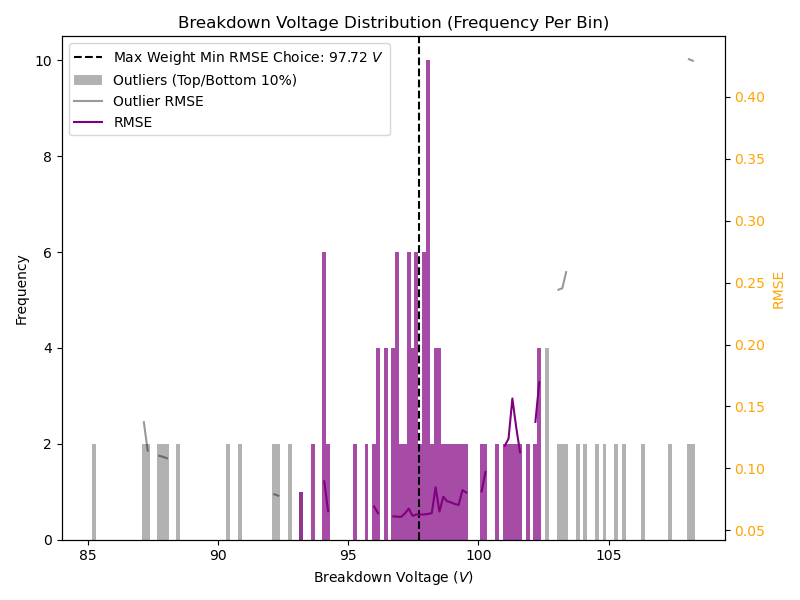 Breakdown Voltage Distribution (Frequency Per Bin)
Max Weight Min RMSE Choice: 97.72 V
Outliers (Top/Bottom 10%)
Outlier RMSE
RMSE
10
8
6
4
2
0
Frequency
0.40
0.35
0.30
0.25
0.20
0.15
0.10
0.05
RMSE
85 90 95 100 105
Breakdown Voltage (V)